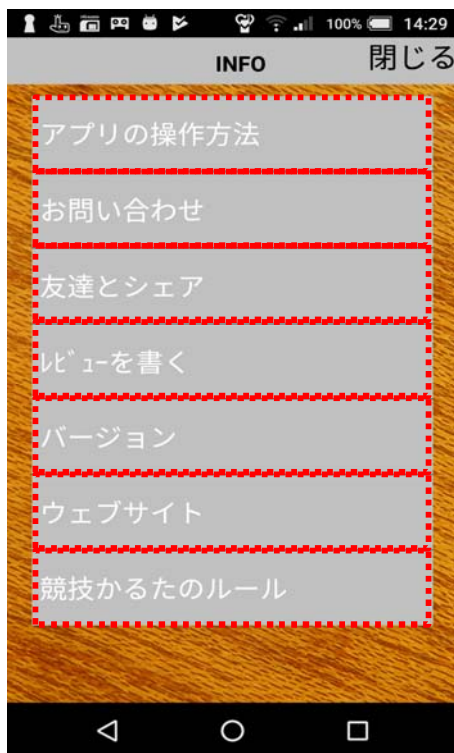 100% 14:29
INFO 閉じる
アプリの操作方法
お問い合わせ
友達とシェア
ﾚﾋﾞｭｰを書く
バージョン
ウェブサイト
競技かるたのルール